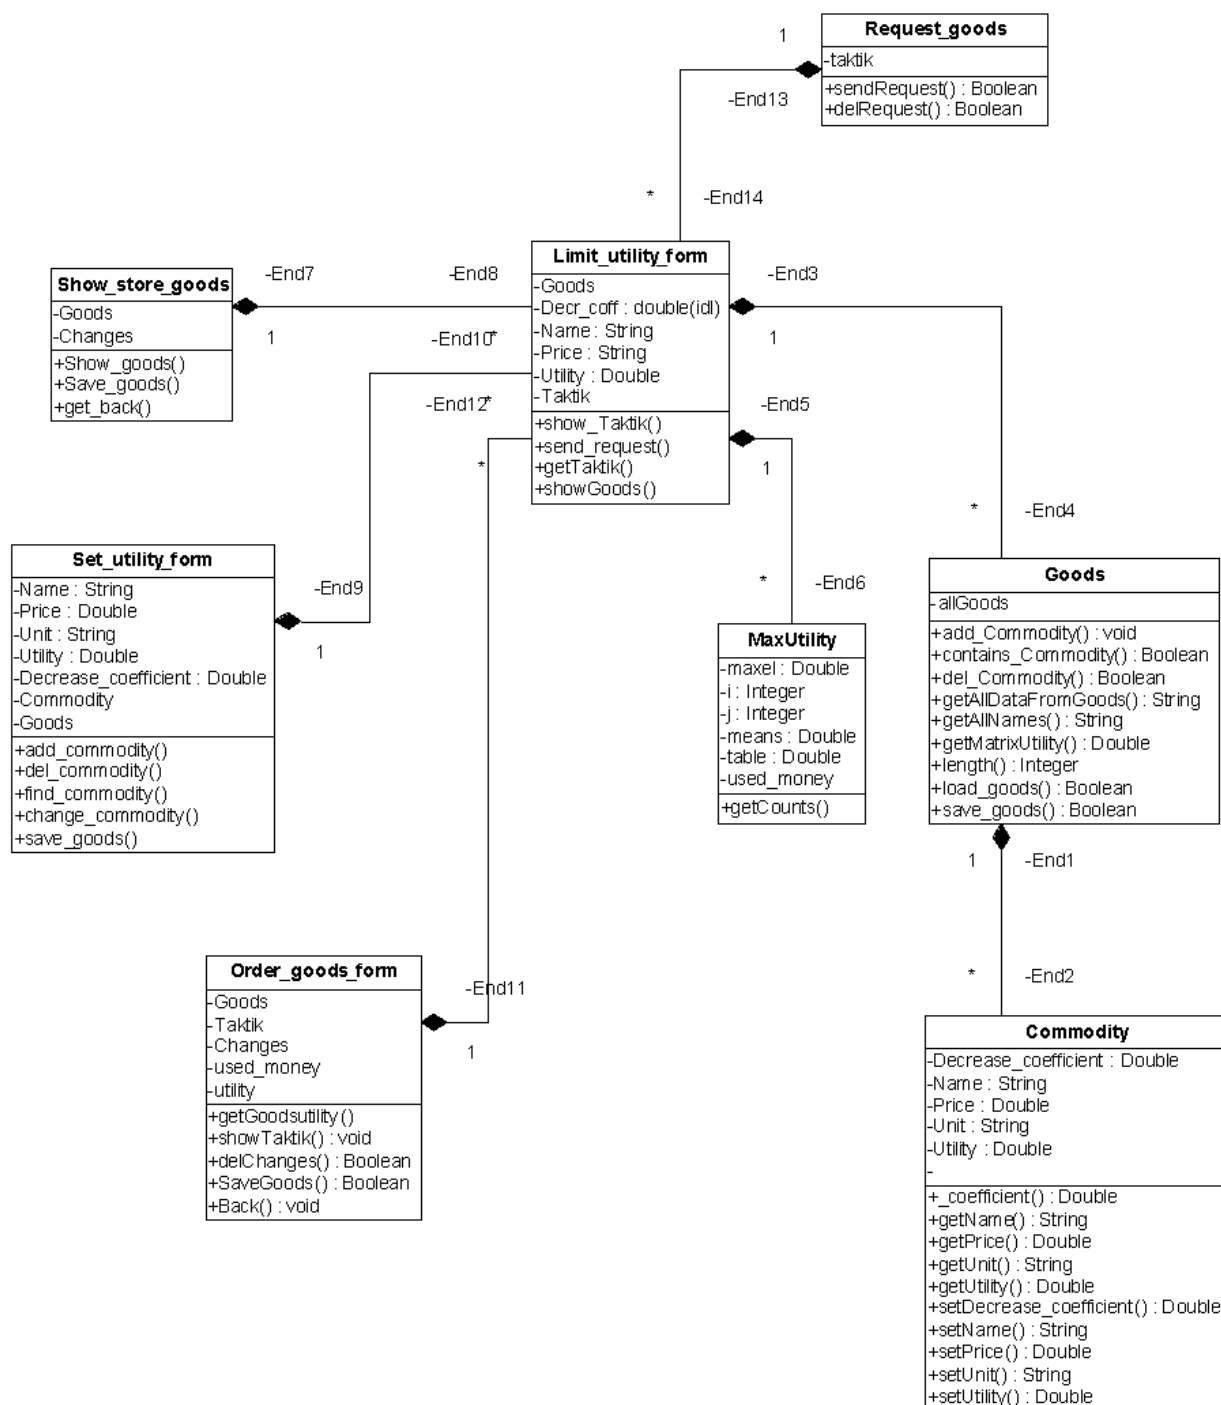 Request_goods
-taktik
+sendRequest() : Boolean
+delRequest() : Boolean
1
-End13
*
-End14
Limit_utility_form
-Goods
-Decr_coff : double(idl)
-Name : String
-Price : String
-Utility : Double
-Taktik
+show_Taktik()
+send_request()
+getTaktik()
+showGoods()
Show_store_goods
-Goods
-Changes
+Show_goods()
+Save_goods()
+get_back()
-End7
-End8
1
-End10*
-End12*
*
-End3
1
-End5
1
*
-End4
*
-End6
Set_utility_form
-Name : String
-Price : Double
-Unit : String
-Utility : Double
-Decrease_coefficient : Double
-Commodity
-Goods
+add_commodity()
+del_commodity()
+find_commodity()
+change_commodity()
+save_goods()
-End9
1
MaxUtility
-maxel : Double
-i : Integer
-j : Integer
-means : Double
-table : Double
-used_money
+getCounts()
Goods
-allGoods
+add_Commodity() : void
+contains_Commodity() : Boolean
+del_Commodity() : Boolean
+getAllDataFromGoods() : String
+getAllNames() : String
+getMatrixUtility() : Double
+length() : Integer
+load_goods() : Boolean
+save_goods() : Boolean
1
-End1
*
-End2
Order_goods_form
-Goods
-Taktik
-Changes
-used_money
-utility
+getGoodsutility()
+showTaktik() : void
+delChanges() : Boolean
+SaveGoods() : Boolean
+Back() : void
-End11
1
Commodity
-Decrease_coefficient : Double
-Name : String
-Price : Double
-Unit : String
-Utility : Double
-
+_coefficient() : Double
+getName() : String
+getPrice() : Double
+getUnit() : String
+getUtility() : Double
+setDecrease_coefficient() : Double
+setName() : String
+setPrice() : Double
+setUnit() : String
+setUtility() : Double